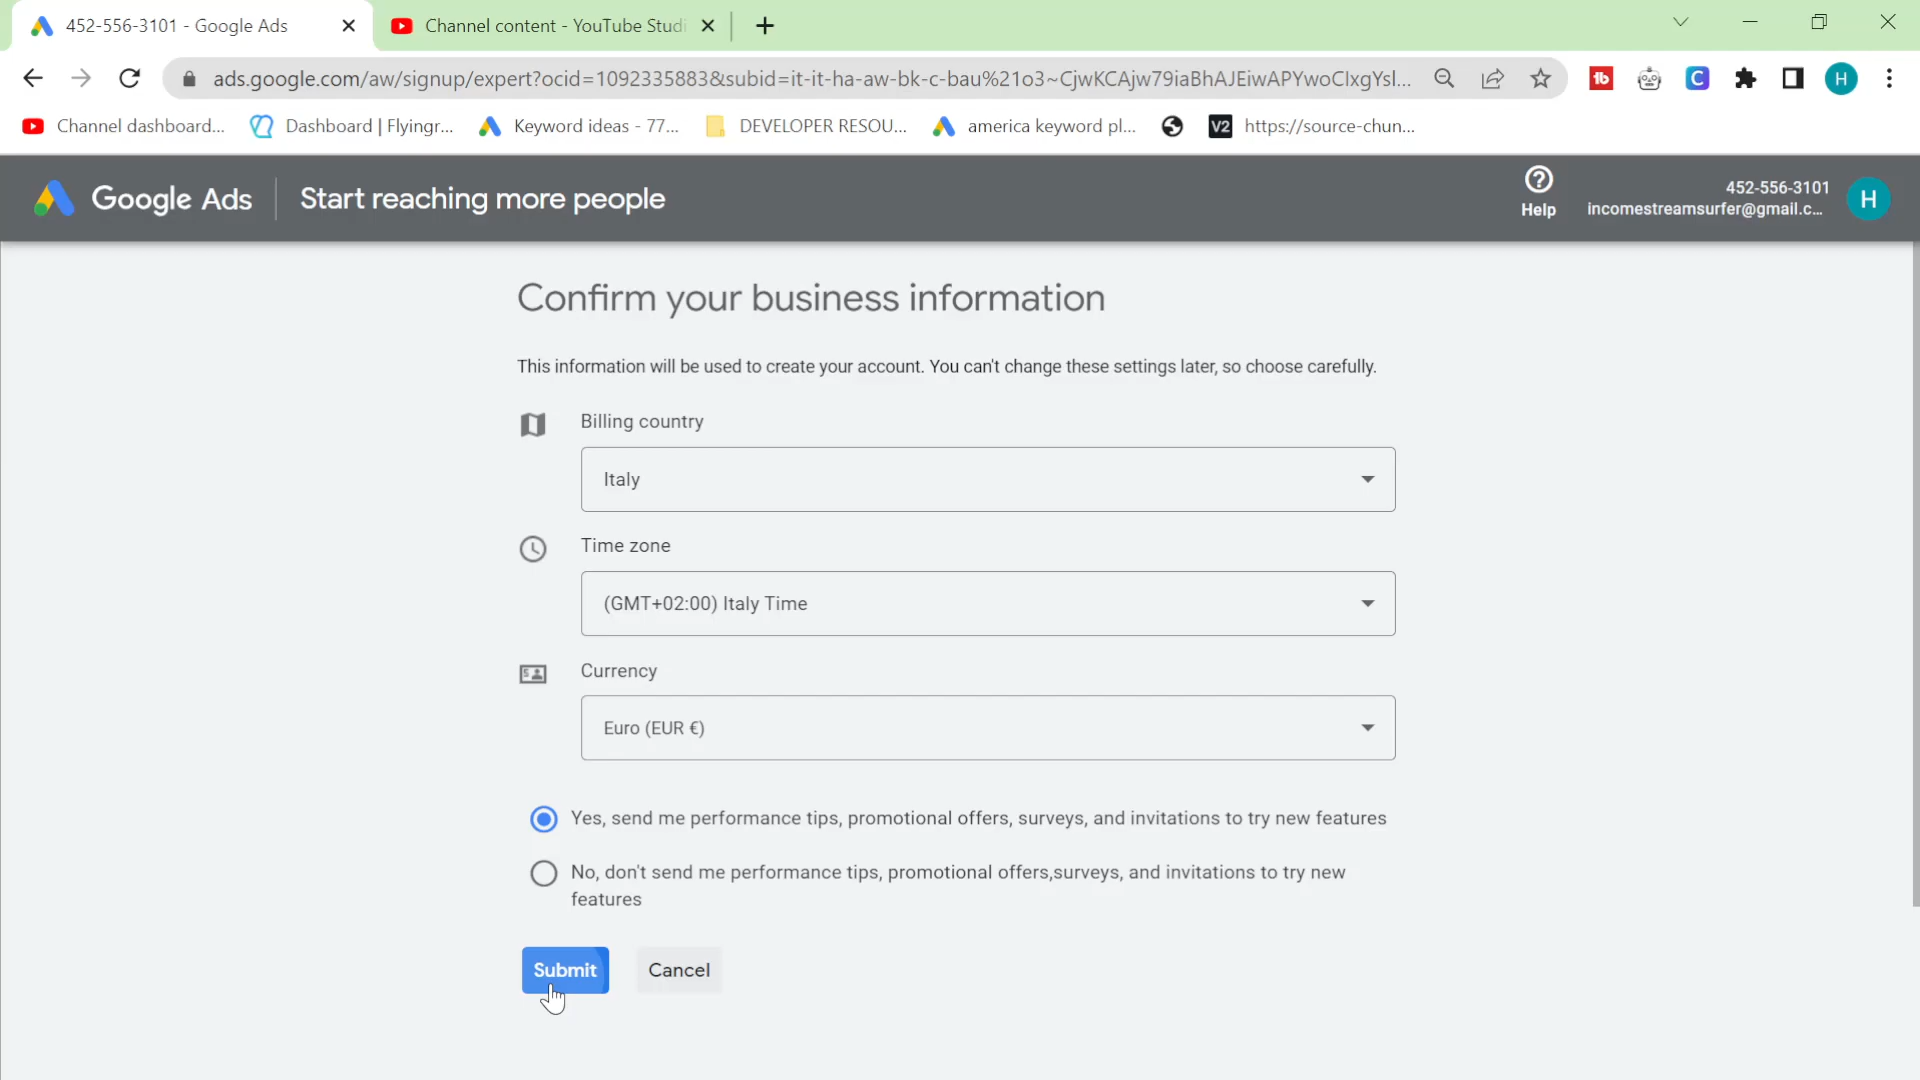 452-556-3101 - Google Ads
Channel content - YouTube Studi
ads.google.com/aw/signup/expert?ocid=1092335883&subid=it-it-ha-aw-bk-c-bau%21o3~CjwKCAjw79iaBhAJEiwAPYwoCIxgYsl...
tb
C
H
Channel dashboard...
Dashboard | Flyingr...
Keyword ideas - 77...
DEVELOPER RESOU...
america keyword pl...
V2
https://source-chun...
Google Ads
Start reaching more people
Help
452-556-3101
incomestreamsurfer@gmail.c...
H
Confirm your business information
This information will be used to create your account. You can't change these settings later, so choose carefully.
Billing country
Italy
Time zone
(GMT+02:00) Italy Time
Currency
Euro (EUR €)
Yes, send me performance tips, promotional offers, surveys, and invitations to try new features
No, don't send me performance tips, promotional offers,surveys, and invitations to try new
features
Submit
Cancel